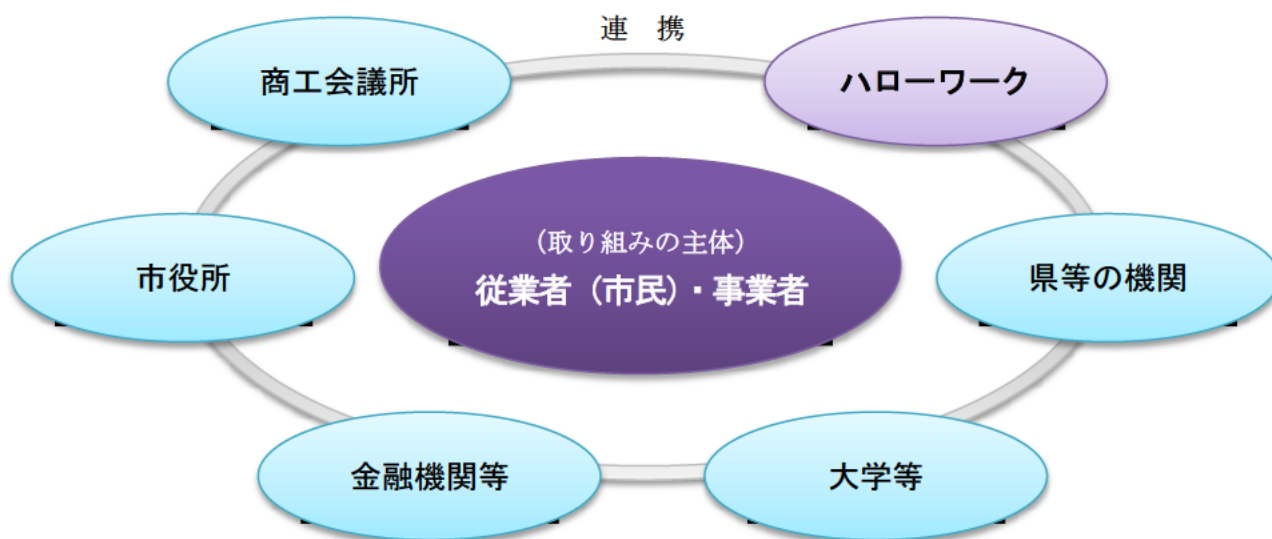 連 携
商工会議所
ハローワーク
(取り組みの主体)
従業者(市民)・事業者
市役所
県等の機関
金融機関等
大学等